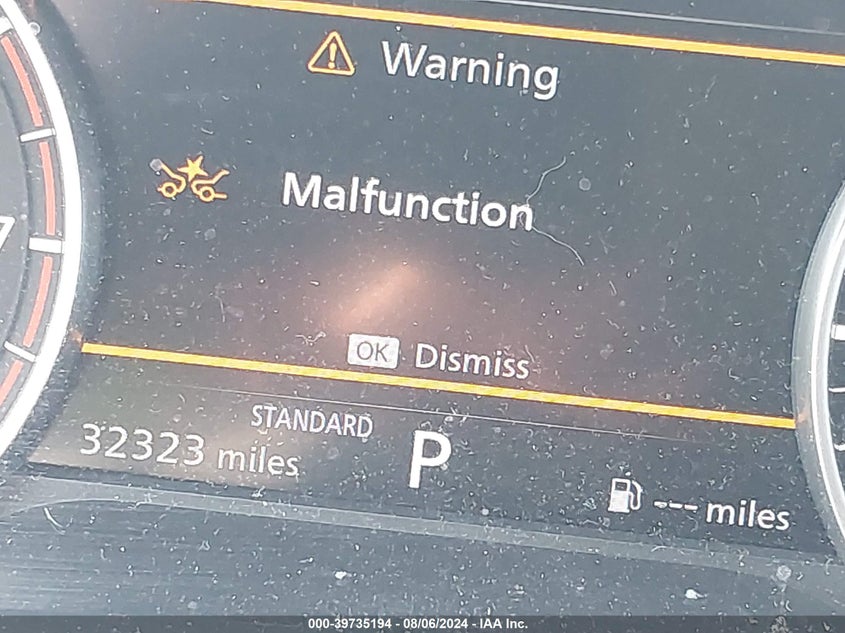 Warning
Malfunction
OK Dismiss
STANDARD
32323 miles
P
--- miles
000-39735194 - 08/06/2024 - IAA Inc.